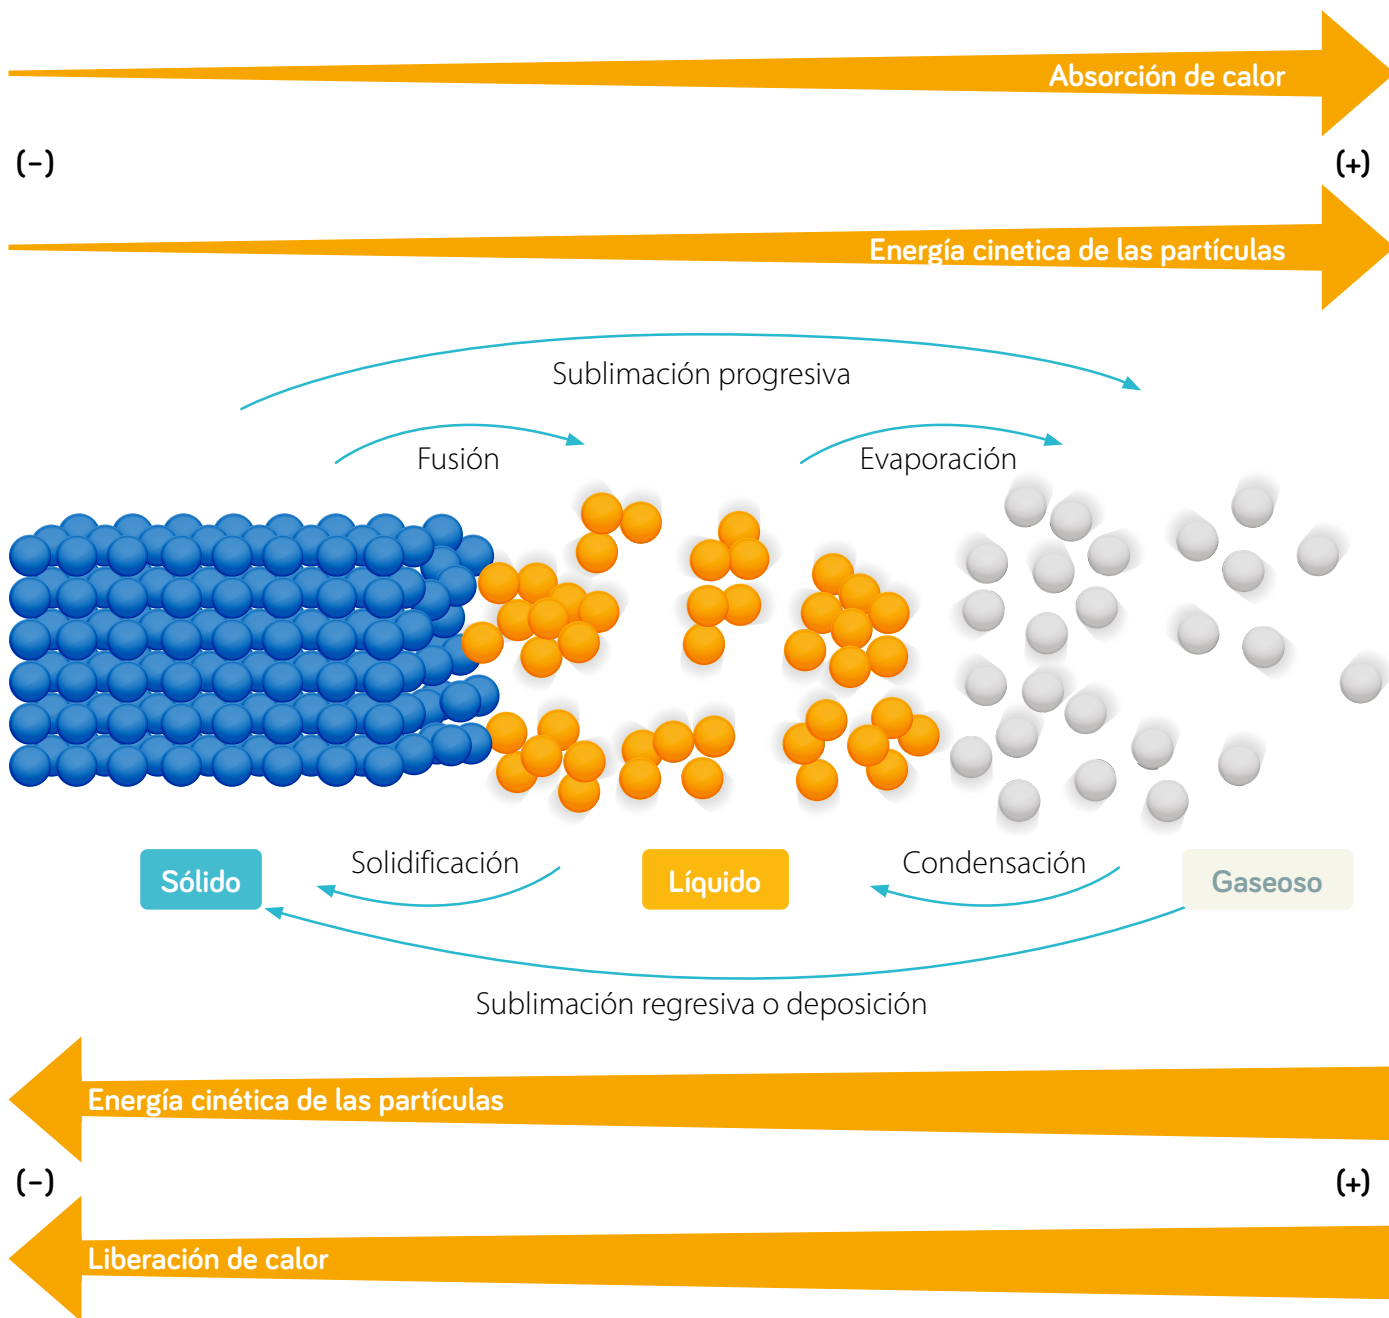 Absorción de calor
(–)
(+)
Energía cinetica de las partículas
Sublimación progresiva
Fusión
Evaporación
Solidificación
Condensación
Sólido
Líquido
Gaseoso
Sublimación regresiva o deposición
Energía cinética de las partículas
(–)
(+)
Liberación de calor